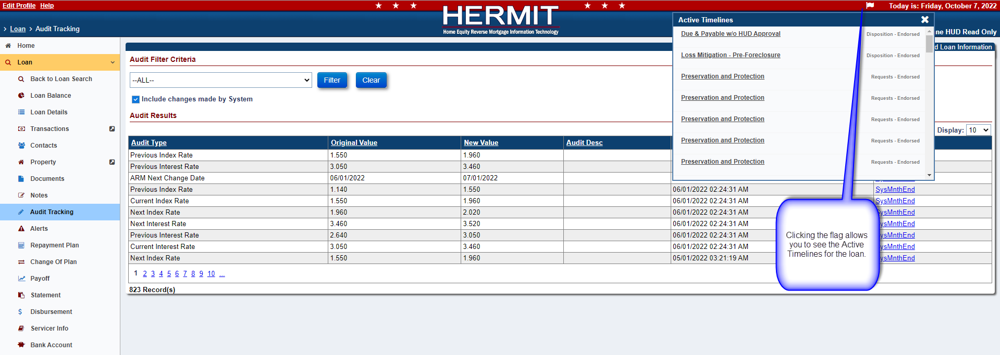 Edit Profile Help
HERMIT
Home Equity Reverse Mortgage Information Technology
Today is: Friday, October 7, 2022
> Loan > Audit Tracking
ne HUD Read Only
Home
Loan
Back to Loan Search
Loan Balance
Loan Details
Transactions
Contacts
Property
Documents
Notes
Audit Tracking
Alerts
Repayment Plan
Change Of Plan
Payoff
Statement
$ Disbursement
Servicer Info
Bank Account
d Loan Information
Audit Filter Criteria
--ALL-- Filter Clear
Include changes made by System
Audit Results
Display: 10
Audit Type Original Value New Value Audit Desc
Previous Index Rate 1.550 1.960
Previous Interest Rate 3.050 3.460
ARM Next Change Date 06/01/2022 07/01/2022
Previous Index Rate 1.140 1.550 06/01/2022 02:24:31 AM SysMnthEnd
Current Index Rate 1.550 1.960 06/01/2022 02:24:31 AM SysMnthEnd
Next Index Rate 1.960 2.020 06/01/2022 02:24:31 AM ysMnthEnd
Next Interest Rate 3.460 3.520 06/01/2022 02:24:31 AM ysMnthEnd
Previous Interest Rate 2.640 3.050 06/01/2022 02:24:31 AM ysMnthEnd
Current Interest Rate 3.050 3.460 06/01/2022 02:24:31 AM ysMnthEnd
Next Index Rate 1.550 1.960 05/01/2022 03:21:19 AM ysMnthEnd
1 2 3 4 5 6 7 8 9 10 ...
823 Record(s)
Active Timelines
Due & Payable w/o HUD Approval Disposition - Endorsed
Loss Mitigation - Pre-Foreclosure Disposition - Endorsed
Preservation and Protection Requests - Endorsed
Preservation and Protection Requests - Endorsed
Preservation and Protection Requests - Endorsed
Preservation and Protection Requests - Endorsed
Preservation and Protection Requests - Endorsed
Clicking the flag allows
you to see the Active
Timelines for the loan.